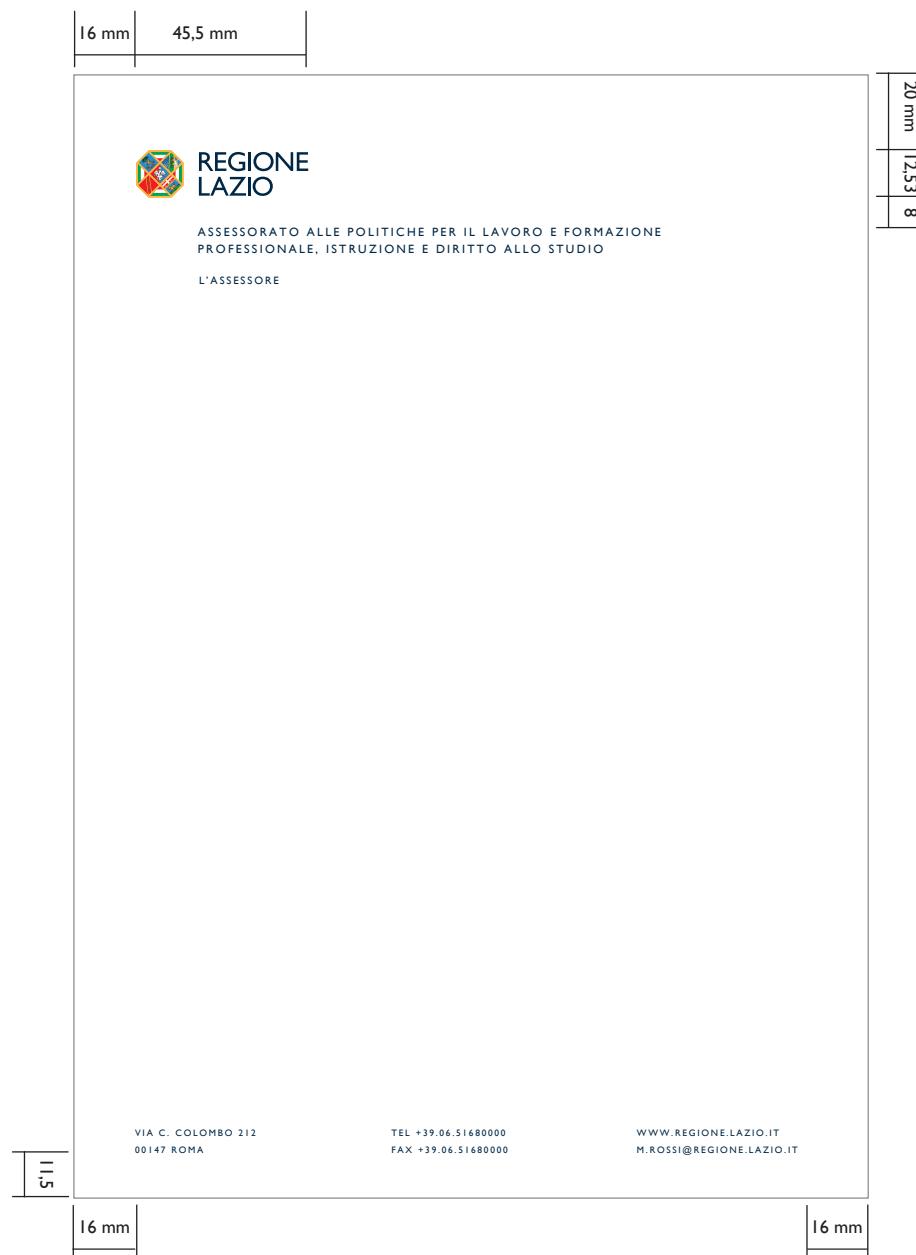 16 mm 45,5 mm
20 mm
12,53
8
REGIONE
LAZIO
ASSESSORATO ALLE POLITICHE PER IL LAVORO E FORMAZIONE
PROFESSIONALE, ISTRUZIONE E DIRITTO ALLO STUDIO
L'ASSESSORE
VIA C. COLOMBO 212
00147 ROMA
TEL +39.06.51680000
FAX +39.06.51680000
WWW.REGIONE.LAZIO.IT
M.ROSSI@REGIONE.LAZIO.IT
11,5
16 mm
16 mm